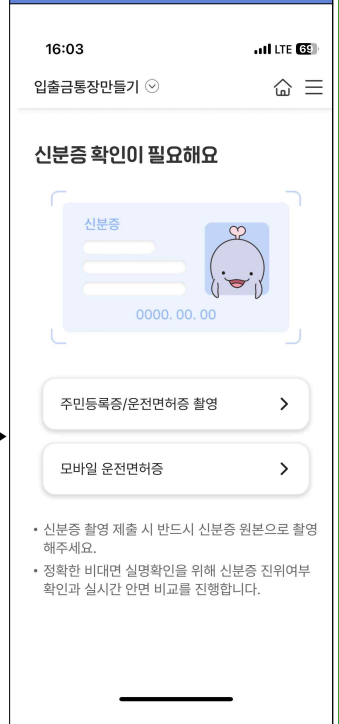 16:03
LTE 69
입출금통장만들기
신분증 확인이 필요해요
신분증
0000. 00. 00
주민등록증/운전면허증 촬영
모바일 운전면허증
• 신분증 촬영 제출 시 반드시 신분증 원본으로 촬영
해주세요.
• 정확한 비대면 실명확인을 위해 신분증 진위여부
확인과 실시간 안면 비교를 진행합니다.